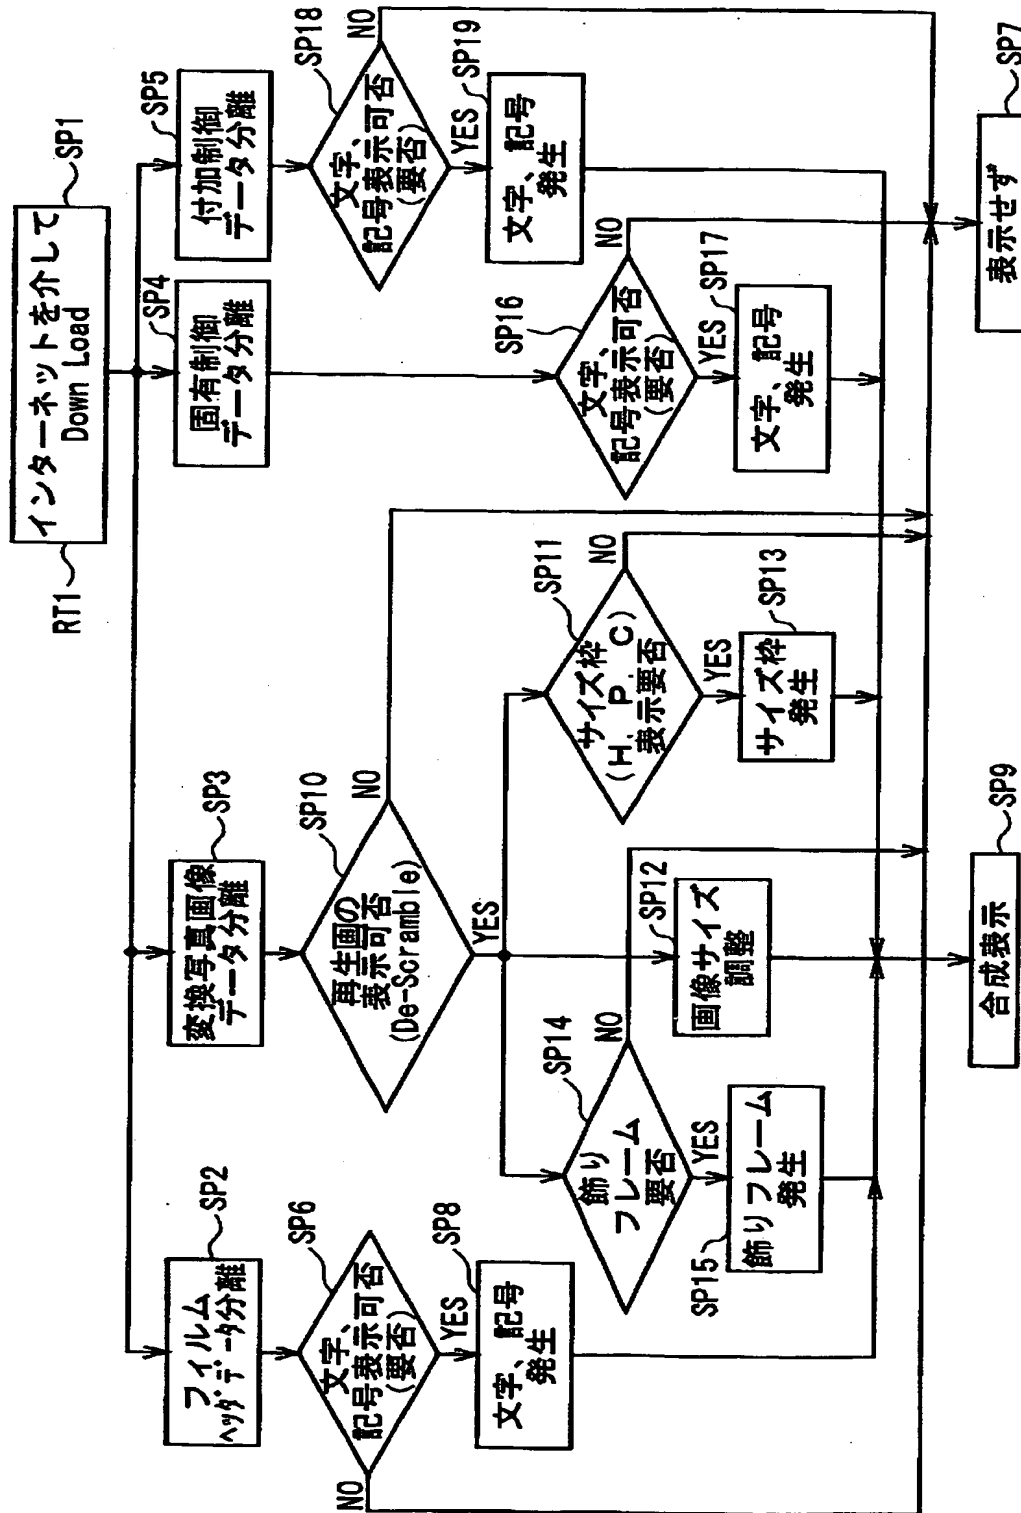 RT1
インターネットを介して
Down Load
SP1
フィルム
ヘッダデータ分離
SP2
変換写真画像
データ分離
SP3
固有制御
データ分離
SP4
付加制御
データ分離
SP5
文字、
記号表示可否
(要否)
SP6
NO
YES
文字、記号
発生
SP8
再生画の
表示可否
(De-Scramble)
SP10
NO
YES
飾り
フレーム
要否
SP14
NO
YES
飾りフレーム
発生
SP15
画像サイズ
調整
SP12
サイズ枠
(H、P、C)
表示要否
SP11
NO
YES
サイズ枠
発生
SP13
文字、
記号表示可否
(要否)
SP16
NO
YES
文字、記号
発生
SP17
文字、
記号表示可否
(要否)
SP18
NO
YES
文字、記号
発生
SP19
合成表示
SP9
表示せず
SP7